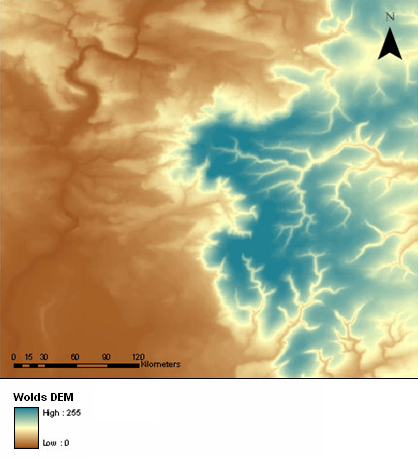 N
0 15 30 60 90 120
Kilometers
Wolds DEM
High : 255
Low : 0